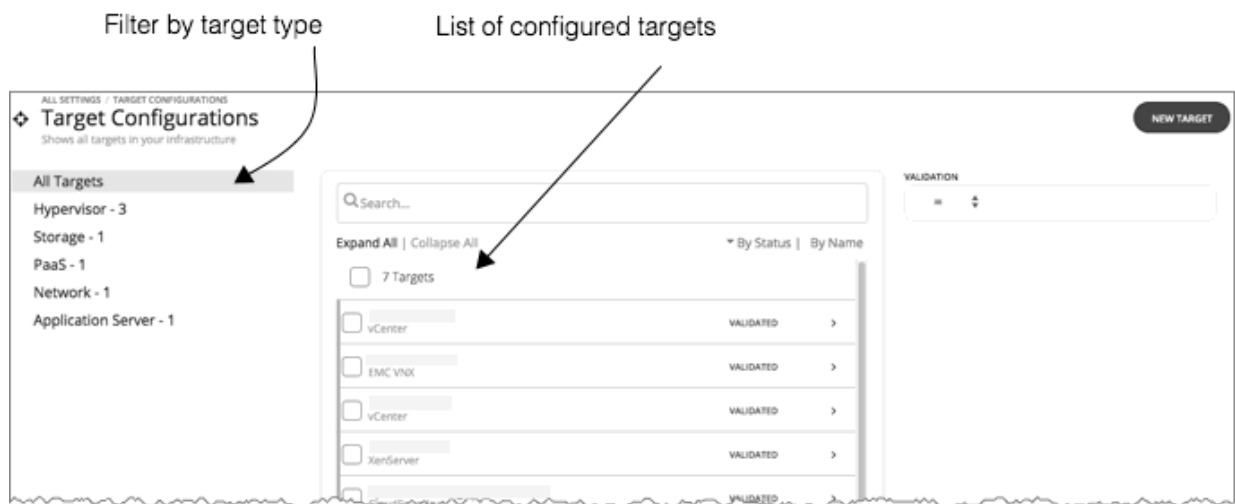 Filter by target type
List of configured targets
ALL SETTINGS / TARGET CONFIGURATIONS
Target Configurations
Shows all targets in your infrastructure
NEW TARGET
All Targets
Hypervisor - 3
Storage - 1
PaaS - 1
Network - 1
Application Server - 1
Search...
Expand All | Collapse All
By Status | By Name
7 Targets
vCenter
VALIDATED
EMC VNX
VALIDATED
vCenter
VALIDATED
XenServer
VALIDATED
VALIDATED
VALIDATION
=